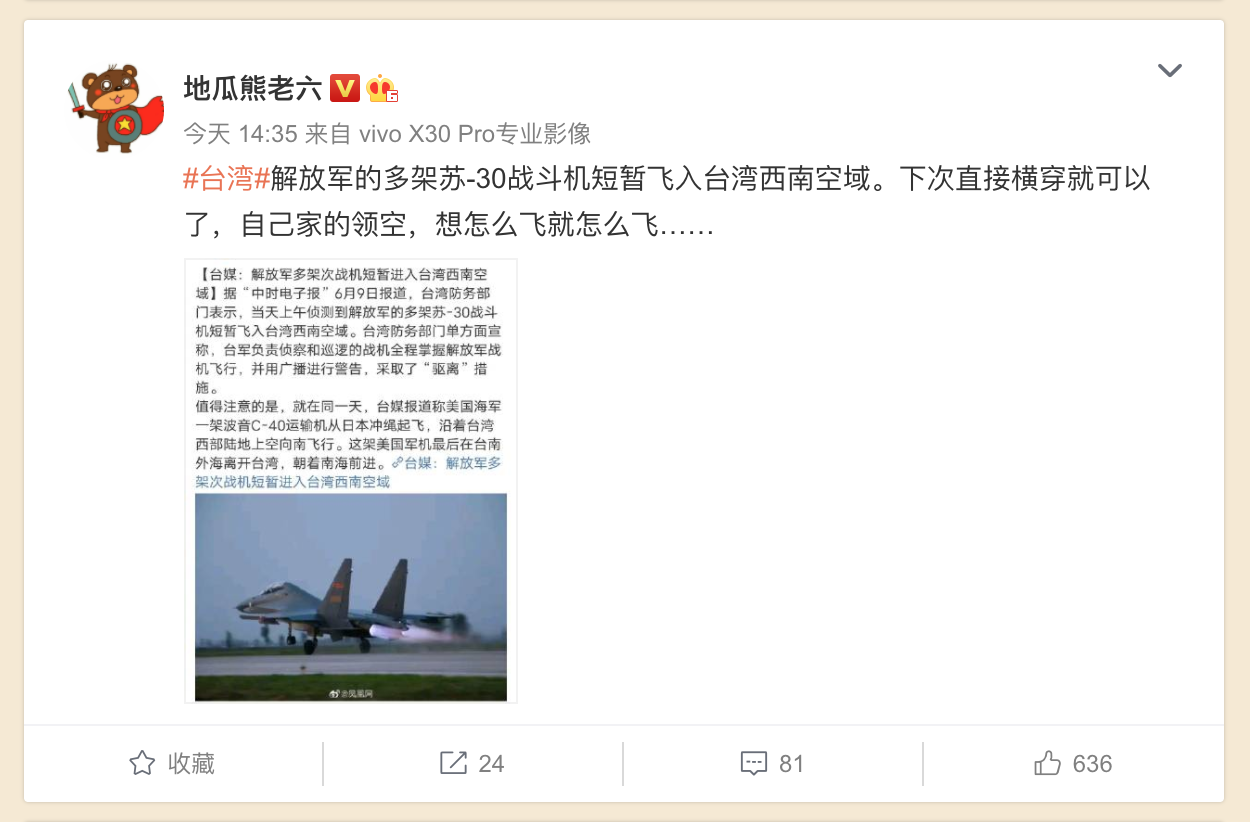 地瓜熊老六
今天 14:35 来自 vivo X30 Pro专业影像
#台湾#解放军的多架苏-30战斗机短暂飞入台湾西南空域。下次直接横穿就可以
了，自己家的领空，想怎么飞就怎么飞……
【台媒：解放军多架次战机短暂进入台湾西南空
域】据“中时电子报”6月9日报道，台湾防务部
门表示，当天上午侦测到解放军的多架苏-30战斗
机短暂飞入台湾西南空域。台湾防务部门单方面宣
称，台军负责侦察和巡逻的战机全程掌握解放军战
机飞行，并用广播进行警告，采取了“驱离”措
施。
值得注意的是，就在同一天，台媒报道称美国海军
一架波音C-40运输机从日本冲绳起飞，沿着台湾
西部陆地上空向南飞行。这架美国军机最后在台南
外海离开台湾，朝着南海前进。台媒：解放军多
架次战机短暂进入台湾西南空域
@凤凰网
收藏
24
81
636